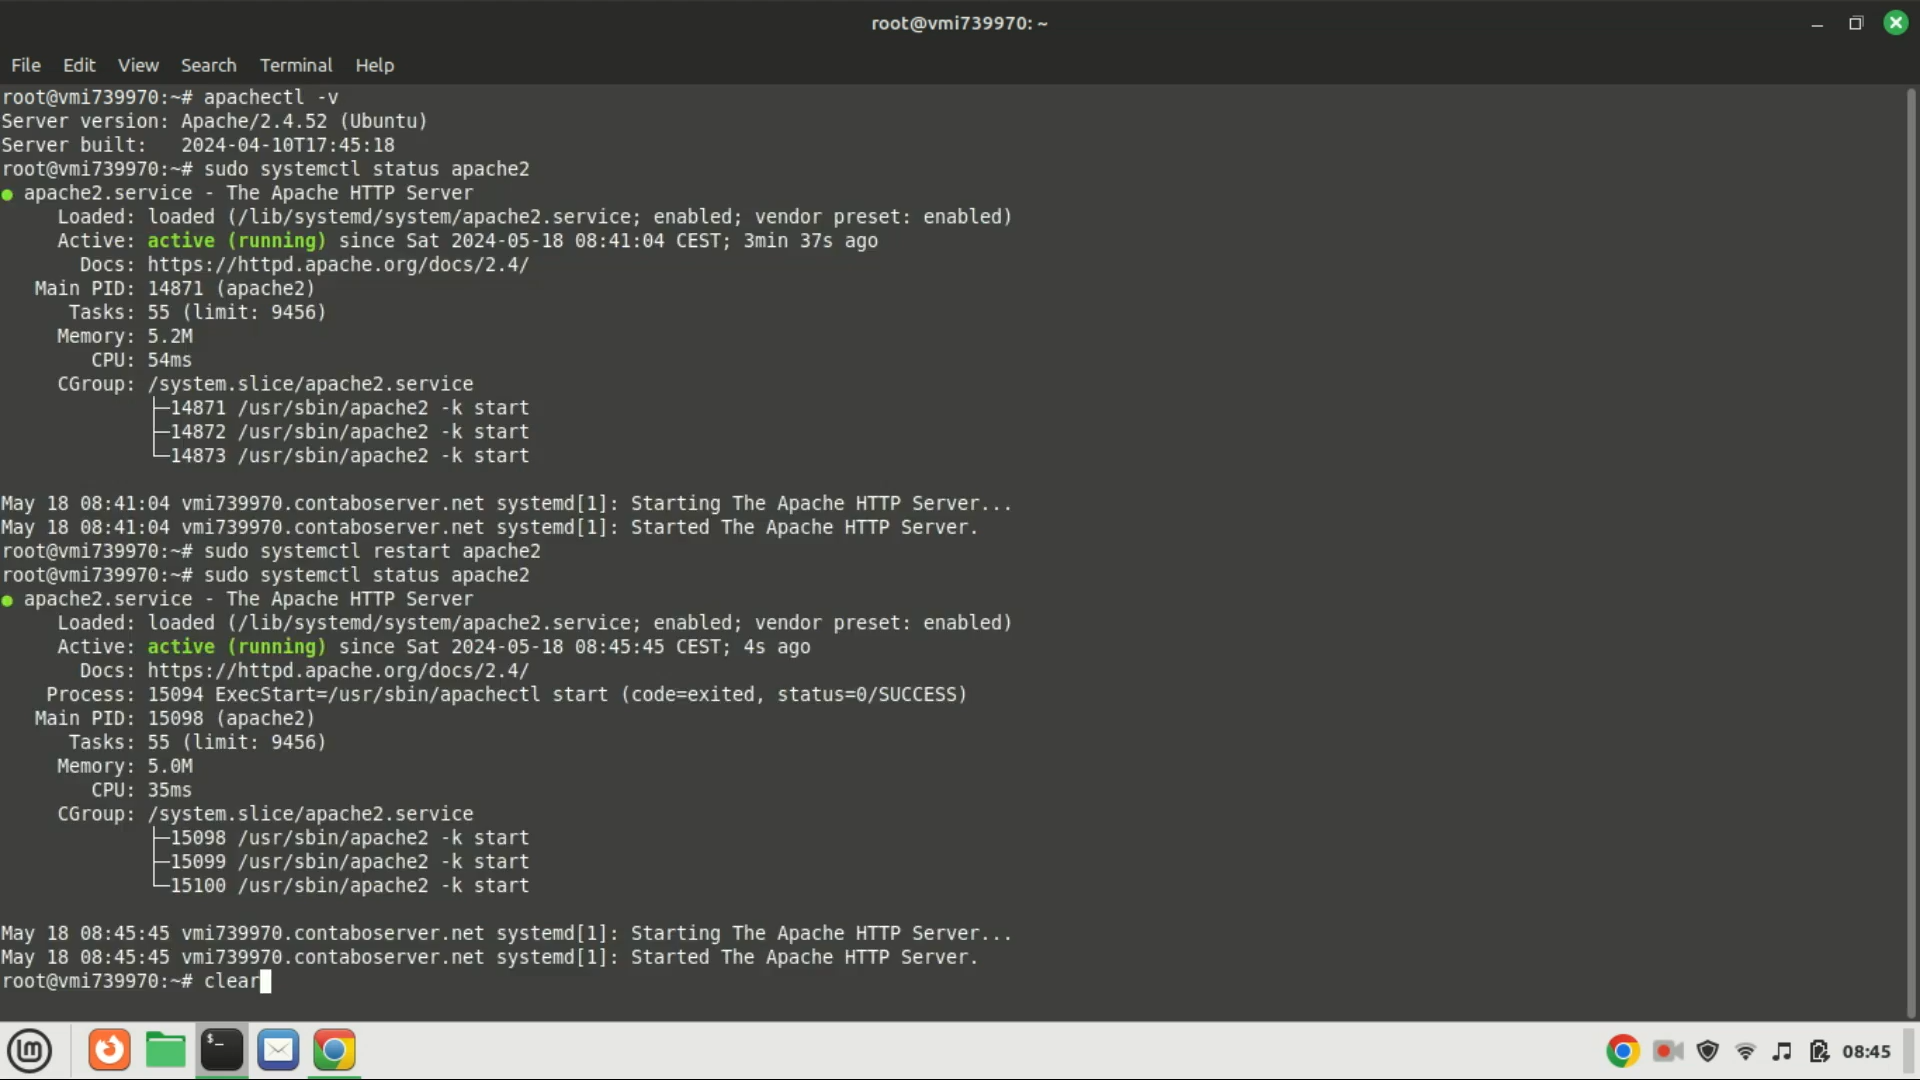 root@vmi739970: ~
File Edit View Search Terminal Help
root@vmi739970:~# apachectl -v
Server version: Apache/2.4.52 (Ubuntu)
Server built:   2024-04-10T17:45:18
root@vmi739970:~# sudo systemctl status apache2
● apache2.service - The Apache HTTP Server
     Loaded: loaded (/lib/systemd/system/apache2.service; enabled; vendor preset: enabled)
     Active: active (running) since Sat 2024-05-18 08:41:04 CEST; 3min 37s ago
       Docs: https://httpd.apache.org/docs/2.4/
   Main PID: 14871 (apache2)
      Tasks: 55 (limit: 9456)
     Memory: 5.2M
        CPU: 54ms
     CGroup: /system.slice/apache2.service
             ├─14871 /usr/sbin/apache2 -k start
             ├─14872 /usr/sbin/apache2 -k start
             └─14873 /usr/sbin/apache2 -k start
May 18 08:41:04 vmi739970.contaboserver.net systemd[1]: Starting The Apache HTTP Server...
May 18 08:41:04 vmi739970.contaboserver.net systemd[1]: Started The Apache HTTP Server.
root@vmi739970:~# sudo systemctl restart apache2
root@vmi739970:~# sudo systemctl status apache2
● apache2.service - The Apache HTTP Server
     Loaded: loaded (/lib/systemd/system/apache2.service; enabled; vendor preset: enabled)
     Active: active (running) since Sat 2024-05-18 08:45:45 CEST; 4s ago
       Docs: https://httpd.apache.org/docs/2.4/
    Process: 15094 ExecStart=/usr/sbin/apachectl start (code=exited, status=0/SUCCESS)
   Main PID: 15098 (apache2)
      Tasks: 55 (limit: 9456)
     Memory: 5.0M
        CPU: 35ms
     CGroup: /system.slice/apache2.service
             ├─15098 /usr/sbin/apache2 -k start
             ├─15099 /usr/sbin/apache2 -k start
             └─15100 /usr/sbin/apache2 -k start
May 18 08:45:45 vmi739970.contaboserver.net systemd[1]: Starting The Apache HTTP Server...
May 18 08:45:45 vmi739970.contaboserver.net systemd[1]: Started The Apache HTTP Server.
root@vmi739970:~# clear
08:45